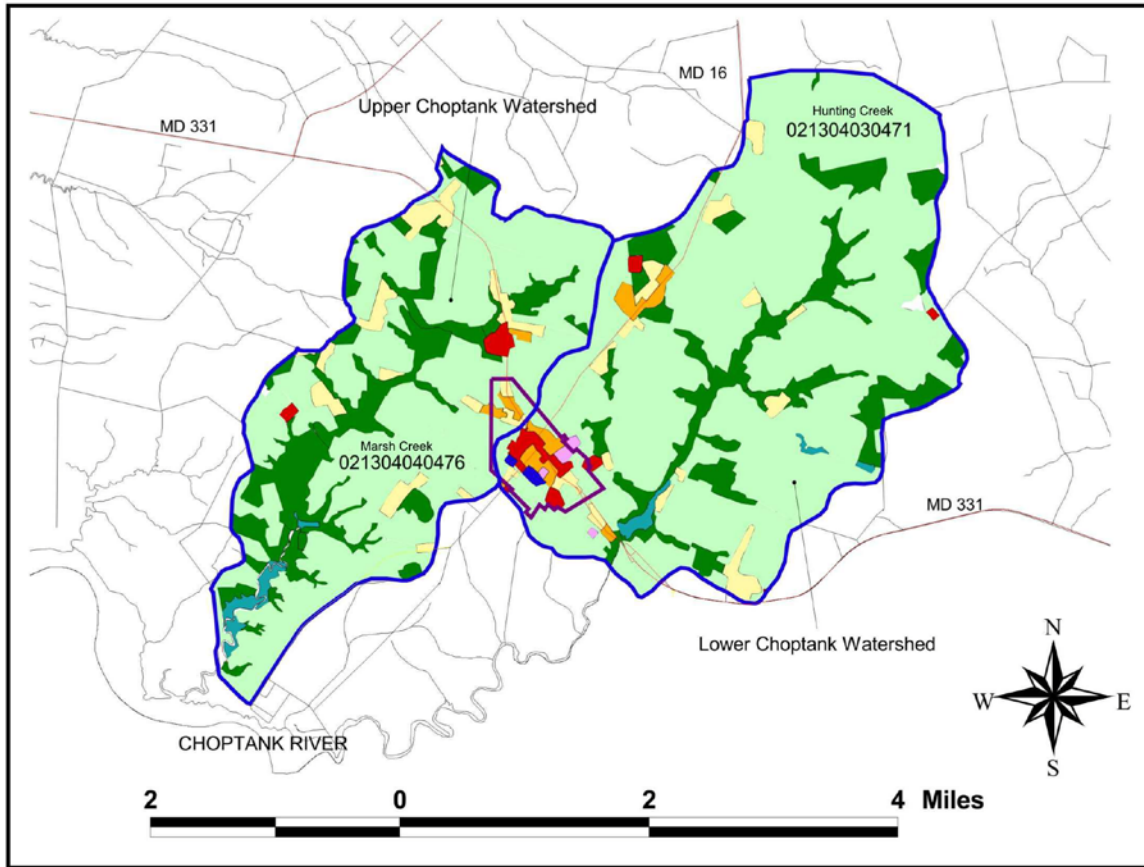 MD 16
Upper Choptank Watershed
Hunting Creek
021304030471
MD 331
Marsh Creek
021304040476
MD 331
Lower Choptank Watershed
N
W
E
S
CHOPTANK RIVER
2 0 2 4 Miles